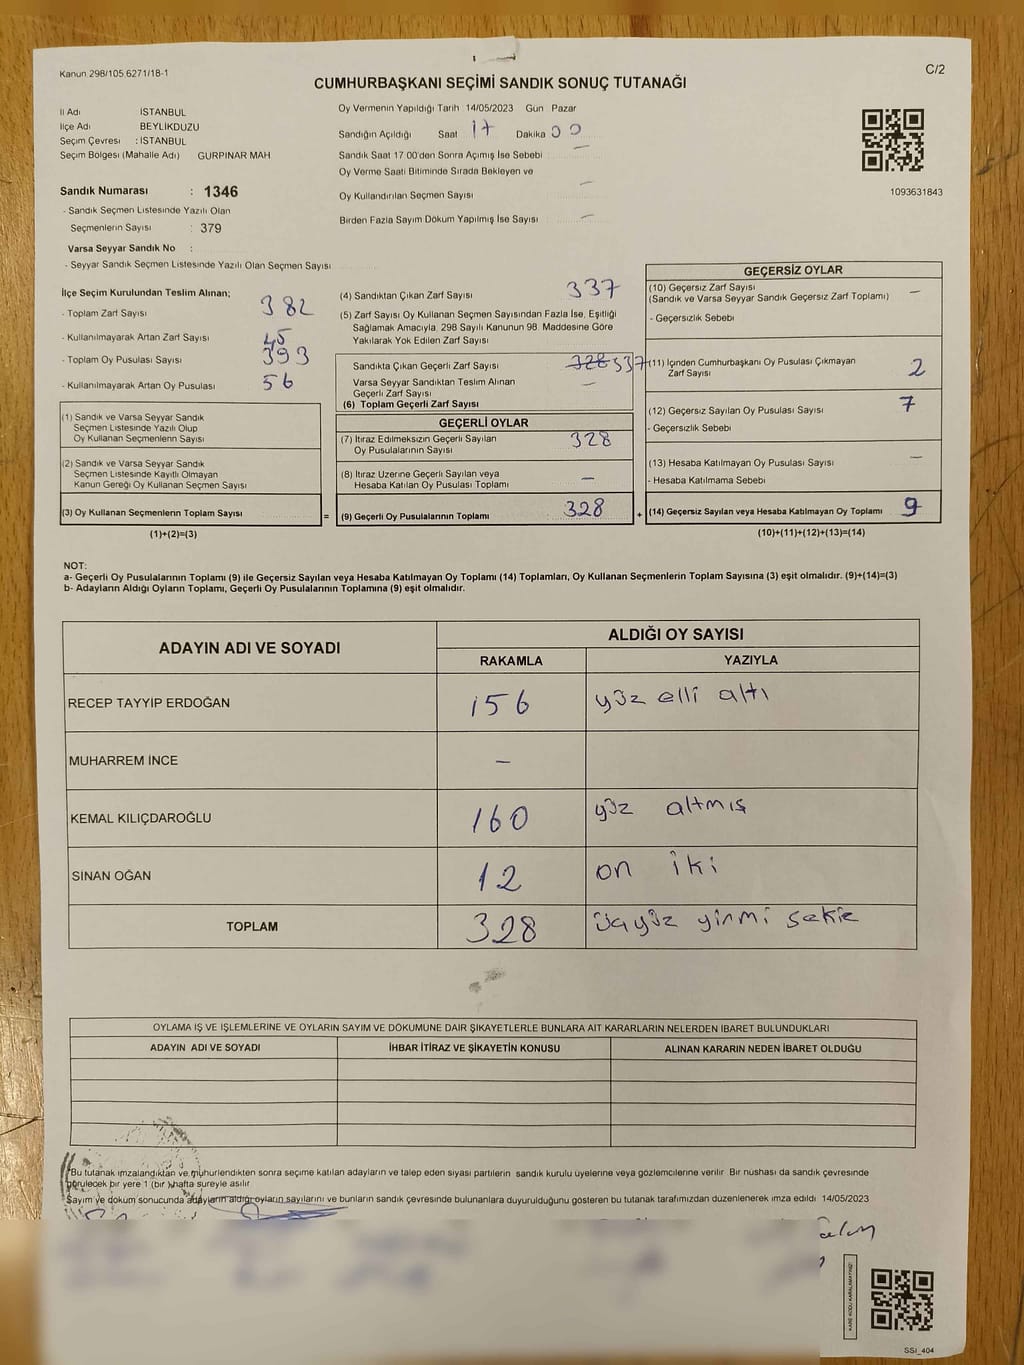 Kanun 298/105,6271/18-1
C/2
CUMHURBAŞKANI SEÇİMİ SANDIK SONUÇ TUTANAĞI
İl Adı İSTANBUL
İlçe Adı BEYLİKDÜZÜ
Seçim Çevresi : İSTANBUL
Seçim Bölgesi (Mahalle Adı) GÜRPINAR MAH
Oy Vermenin Yapıldığı Tarih 14/05/2023 Gün Pazar
Sandığın Açıldığı Saat 17 Dakika 00
Sandık Saat 17 00'den Sonra Açımış İse Sebebi –
Oy Verme Saati Bitiminde Sırada Bekleyen ve
Oy Kullandırılan Seçmen Sayısı –
Birden Fazla Sayım Döküm Yapılmış İse Sayısı –
1093631843
Sandık Numarası : 1346
- Sandık Seçmen Listesinde Yazılı Olan
Seçmenlerin Sayısı : 379
Varsa Seyyar Sandık No :
- Seyyar Sandık Seçmen Listesinde Yazılı Olan Seçmen Sayısı
İlçe Seçim Kurulundan Teslim Alınan;
- Toplam Zarf Sayısı 382
- Kullanılmayarak Artan Zarf Sayısı 45
- Toplam Oy Pusulası Sayısı 393
- Kullanılmayarak Artan Oy Pusulası 56
(1) Sandık ve Varsa Seyyar Sandık
Seçmen Listesinde Yazılı Olup
Oy Kullanan Seçmenlerin Sayısı
(2) Sandık ve Varsa Seyyar Sandık
Seçmen Listesinde Kayıtlı Olmayan
Kanun Gereği Oy Kullanan Seçmen Sayısı
(3) Oy Kullanan Seçmenlerin Toplam Sayısı
(1)+(2)=(3)
=
(4) Sandıktan Çıkan Zarf Sayısı 337
(5) Zarf Sayısı Oy Kullanan Seçmen Sayısından Fazla İse, Eşitliği
Sağlamak Amacıyla, 298 Sayılı Kanunun 98. Maddesine Göre
Yakılarak Yok Edilen Zarf Sayısı
Sandıkta Çıkan Geçerli Zarf Sayısı 328 337
Varsa Seyyar Sandıktan Teslim Alınan –
Geçerli Zarf Sayısı
(6) Toplam Geçerli Zarf Sayısı
GEÇERLİ OYLAR
(7) İtiraz Edilmeksizin Geçerli Sayılan 328
Oy Pusulalarının Sayısı
(8) İtiraz Üzerine Geçerli Sayılan veya –
Hesaba Katılan Oy Pusulası Toplamı
(9) Geçerli Oy Pusulalarının Toplamı 328
+
GEÇERSİZ OYLAR
(10) Geçersiz Zarf Sayısı –
(Sandık ve Varsa Seyyar Sandık Geçersiz Zarf Toplamı)
- Geçersizlik Sebebi
(11) İçinden Cumhurbaşkanı Oy Pusulası Çıkmayan 2
Zarf Sayısı
(12) Geçersiz Sayılan Oy Pusulası Sayısı 7
- Geçersizlik Sebebi
(13) Hesaba Katılmayan Oy Pusulası Sayısı –
- Hesaba Katılmama Sebebi
(14) Geçersiz Sayılan veya Hesaba Katılmayan Oy Toplamı 9
(10)+(11)+(12)+(13)=(14)
NOT:
a- Geçerli Oy Pusulalarının Toplamı (9) ile Geçersiz Sayılan veya Hesaba Katılmayan Oy Toplamı (14) Toplamları, Oy Kullanan Seçmenlerin Toplam Sayısına (3) eşit olmalıdır. (9)+(14)=(3)
b- Adayların Aldığı Oyların Toplamı, Geçerli Oy Pusulalarının Toplamına (9) eşit olmalıdır.
ADAYIN ADI VE SOYADI
ALDIĞI OY SAYISI
RAKAMLA YAZIYLA
RECEP TAYYİP ERDOĞAN 156 yüz elli altı
MUHARREM İNCE –
KEMAL KILIÇDAROĞLU 160 yüz altmış
SİNAN OĞAN 12 on iki
TOPLAM 328 üçyüz yirmi sekiz
OYLAMA İŞ VE İŞLEMLERİNE VE OYLARIN SAYIM VE DÖKÜMÜNE DAİR ŞİKAYETLERLE BUNLARA AİT KARARLARIN NELERDEN İBARET BULUNDUKLARI
ADAYIN ADI VE SOYADI İHBAR İTİRAZ VE ŞİKAYETİN KONUSU ALINAN KARARIN NEDEN İBARET OLDUĞU
Bu tutanak imzalandıktan ve mühürlendikten sonra seçime katılan adayların ve talep eden siyasi partilerin sandık kurulu üyelerine veya gözlemcilerine verilir Bir nushası da sandık çevresinde
görülecek bir yere 1 (bir )hafta süreyle asılır
Sayım ve döküm sonucunda adayların aldığı oyların sayılarını ve bunların sandık çevresinde bulunanlara duyurulduğunu gösteren bu tutanak tarafımızdan düzenlenerek imza edildi 14/05/2023
KARE KODU KARALAMAYINIZ
SSI_404